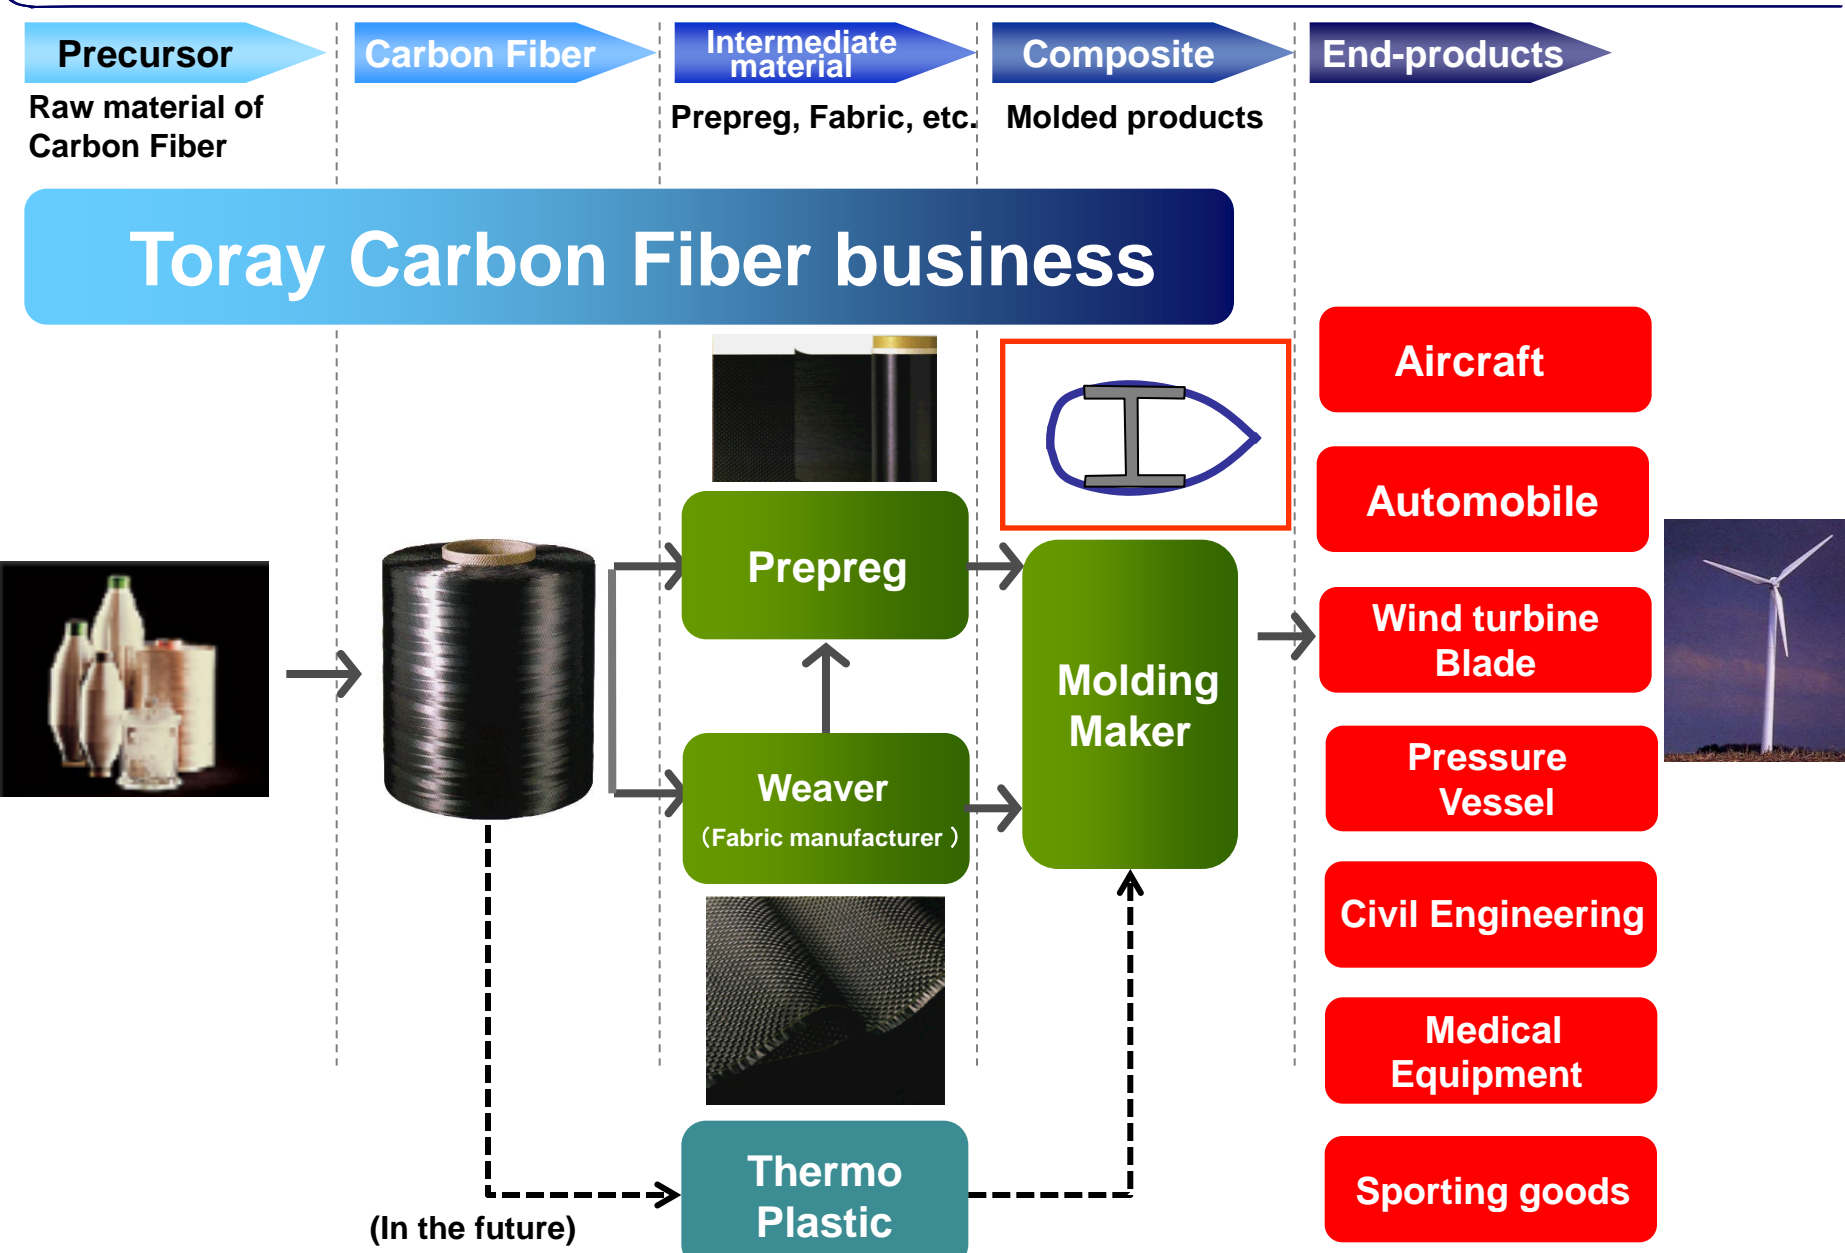 Precursor
Carbon Fiber
Intermediate
material
Composite
End-products
Raw material of
Carbon Fiber
Prepreg, Fabric, etc.
Molded products
Toray Carbon Fiber business
Aircraft
Automobile
Prepreg
Wind turbine
Blade
Molding
Maker
Weaver
（Fabric manufacturer ）
Pressure
Vessel
Civil Engineering
Medical
Equipment
Thermo
Plastic
Sporting goods
(In the future)